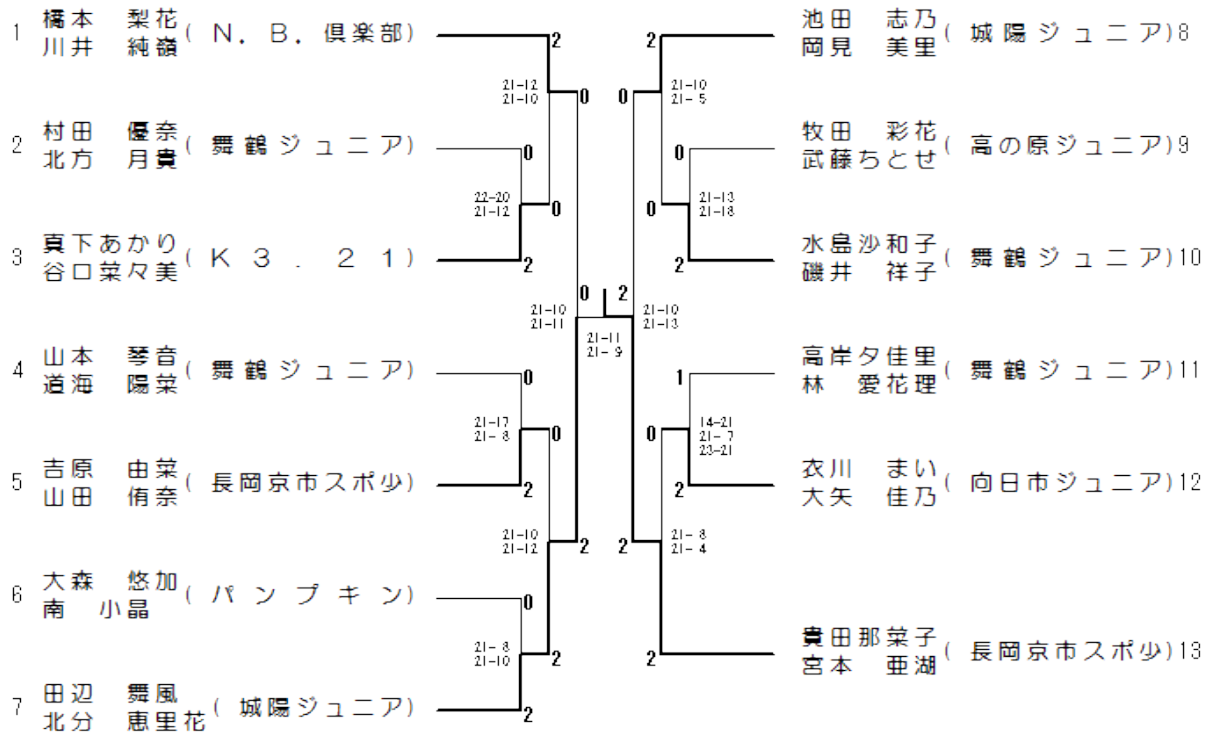 1 橋本 梨花 ( N．B．倶楽部)
川井 純嶺
2 村田 優奈 ( 舞鶴ジュニア)
北方 月貴
3 真下あかり ( K3．21)
谷口菜々美
4 山本 琴音 ( 舞鶴ジュニア)
道海 陽菜
5 吉原 由菜 ( 長岡京市スポ少)
山田 侑奈
6 大森 悠加 ( パンプキン)
南 小晶
7 田辺 舞風 ( 城陽ジュニア)
北分 恵里花
2
21-12
21-10
0
0
22-20
21-12
0
2
0
21-10
21-11
0
21-17
21-8
0
2
21-10
21-12
2
0
21-8
21-10
2
2
2
21-11
21-9
2
21-10
21-5
0
0
21-13
21-18
0
2
21-10
21-13
1
14-21
21-7
23-21
0
2
21-8
21-4
2
2
池田 志乃 ( 城陽ジュニア) 8
岡見 美里
牧田 彩花 ( 高の原ジュニア) 9
武藤ちとせ
水島沙和子 ( 舞鶴ジュニア) 10
磯井 祥子
高岸夕佳里 ( 舞鶴ジュニア) 11
林 愛花理
衣川 まい ( 向日市ジュニア) 12
大矢 佳乃
貴田那菜子 ( 長岡京市スポ少) 13
宮本 亜湖